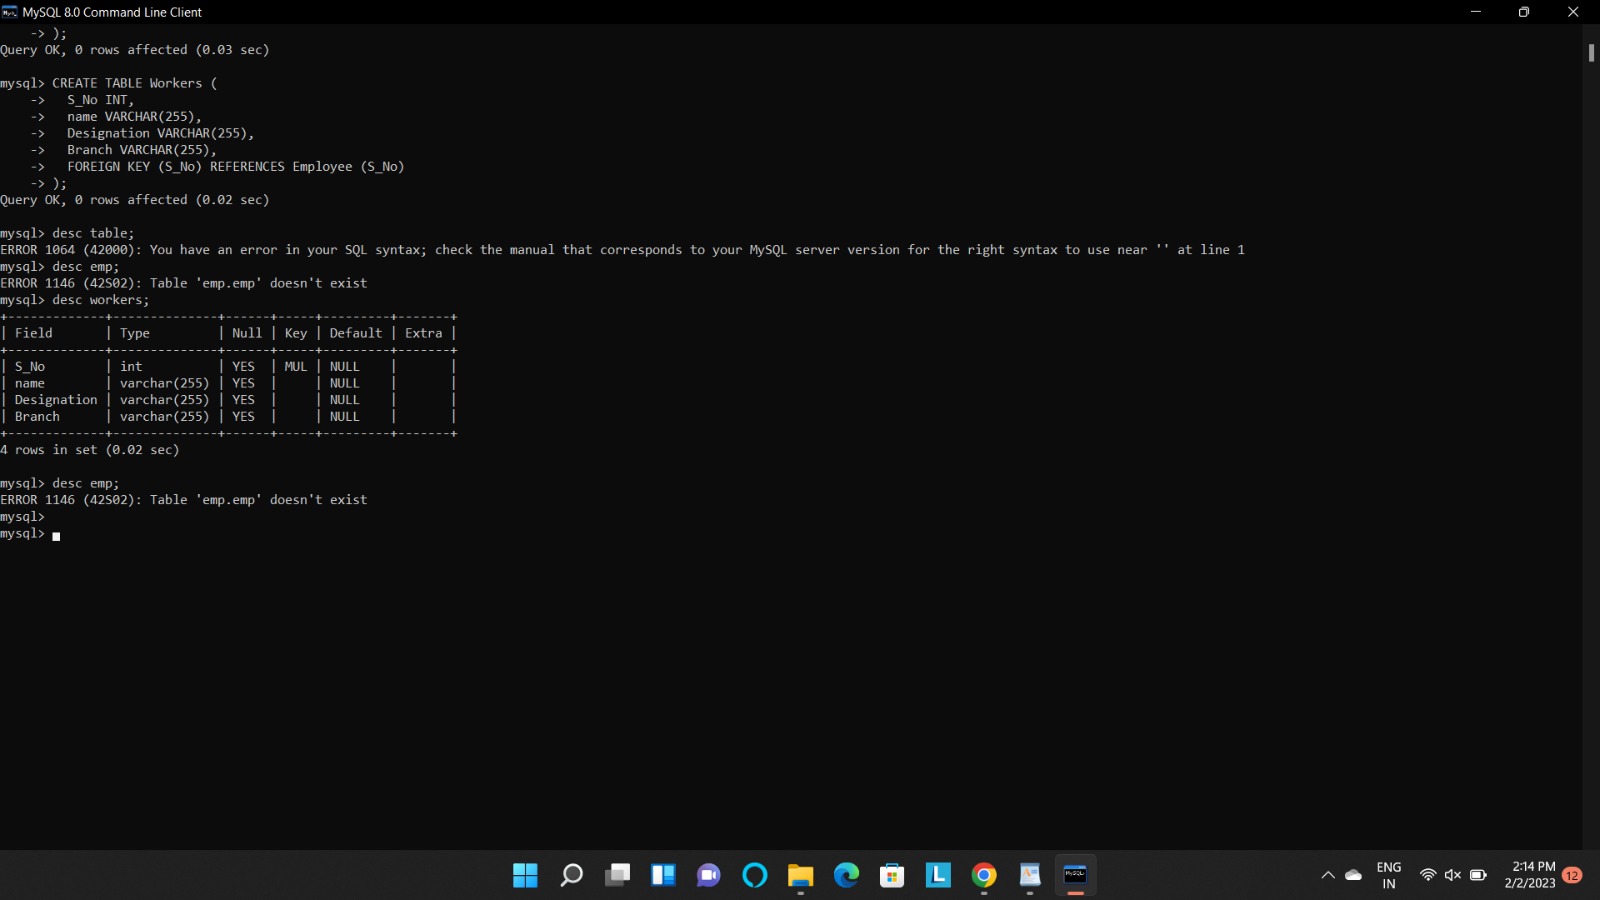 MySQL 8.0 Command Line Client
    -> );
Query OK, 0 rows affected (0.03 sec)
mysql> CREATE TABLE Workers (
    ->   S_No INT,
    ->   name VARCHAR(255),
    ->   Designation VARCHAR(255),
    ->   Branch VARCHAR(255),
    ->   FOREIGN KEY (S_No) REFERENCES Employee (S_No)
    -> );
Query OK, 0 rows affected (0.02 sec)
mysql> desc table;
ERROR 1064 (42000): You have an error in your SQL syntax; check the manual that corresponds to your MySQL server version for the right syntax to use near '' at line 1
mysql> desc emp;
ERROR 1146 (42S02): Table 'emp.emp' doesn't exist
mysql> desc workers;
+-------------+--------------+------+-----+---------+-------+
| Field       | Type         | Null | Key | Default | Extra |
+-------------+--------------+------+-----+---------+-------+
| S_No        | int          | YES  | MUL | NULL    |       |
| name        | varchar(255) | YES  |     | NULL    |       |
| Designation | varchar(255) | YES  |     | NULL    |       |
| Branch      | varchar(255) | YES  |     | NULL    |       |
+-------------+--------------+------+-----+---------+-------+
4 rows in set (0.02 sec)
mysql> desc emp;
ERROR 1146 (42S02): Table 'emp.emp' doesn't exist
mysql>
mysql>
L
MySQL
ENG
IN
2:14 PM
2/2/2023
12